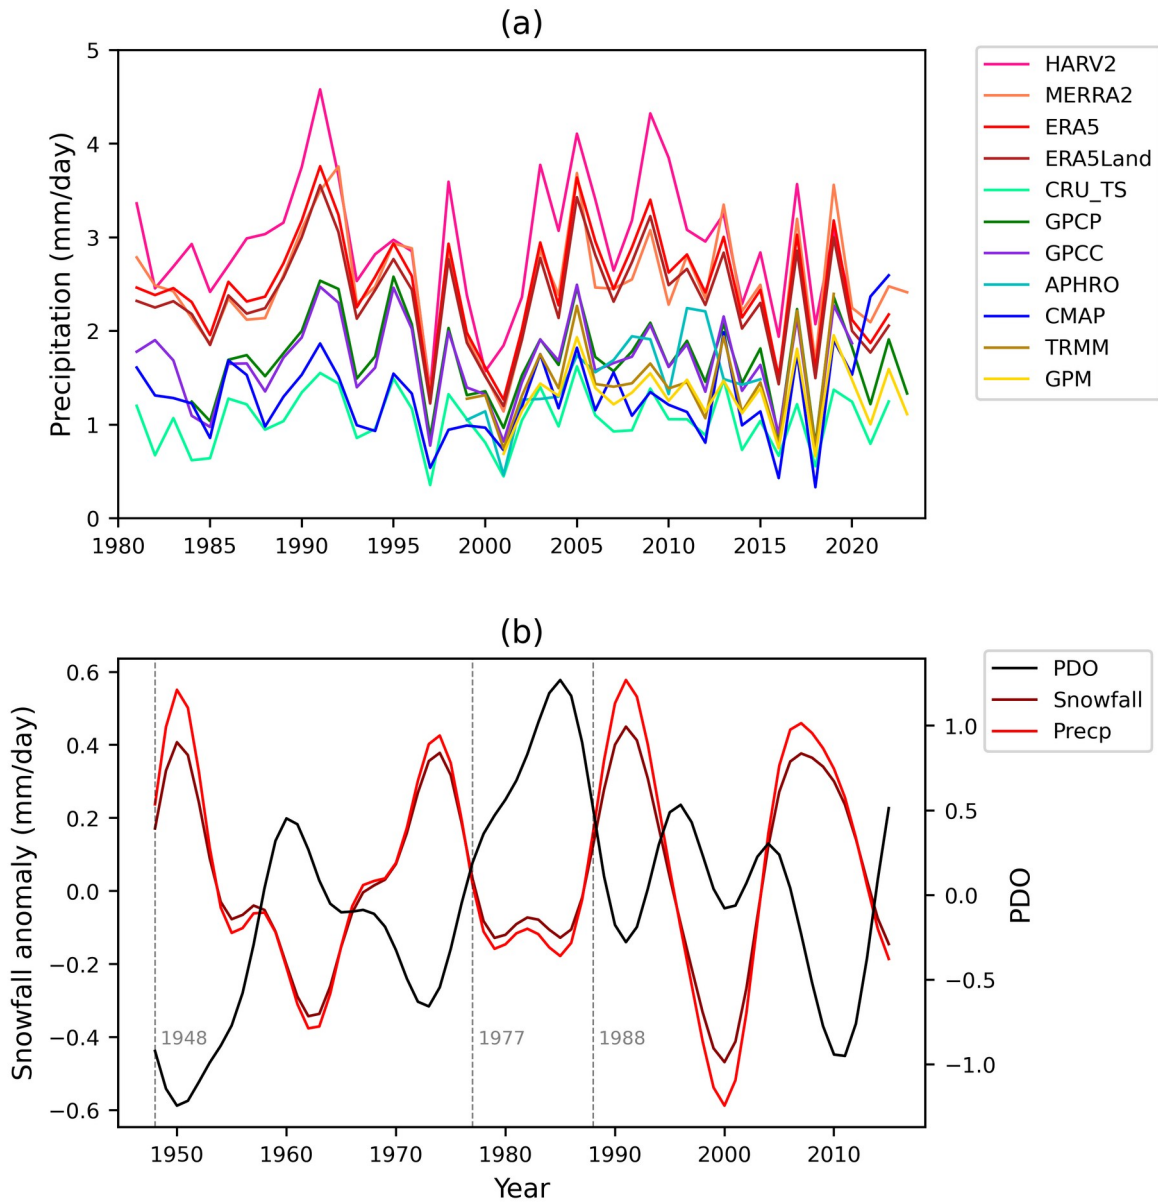 (a)
Precipitation (mm/day)
5
4
3
2
1
0
1980 1985 1990 1995 2000 2005 2010 2015 2020
HARV2
MERRA2
ERA5
ERA5Land
CRU_TS
GPCP
GPCC
APHRO
CMAP
TRMM
GPM
(b)
Snowfall anomaly (mm/day)
0.6
0.4
0.2
0.0
−0.2
−0.4
−0.6
1948 1977 1988
1.0
0.5
0.0
−0.5
−1.0
PDO
1950 1960 1970 1980 1990 2000 2010
Year
PDO
Snowfall
Precp